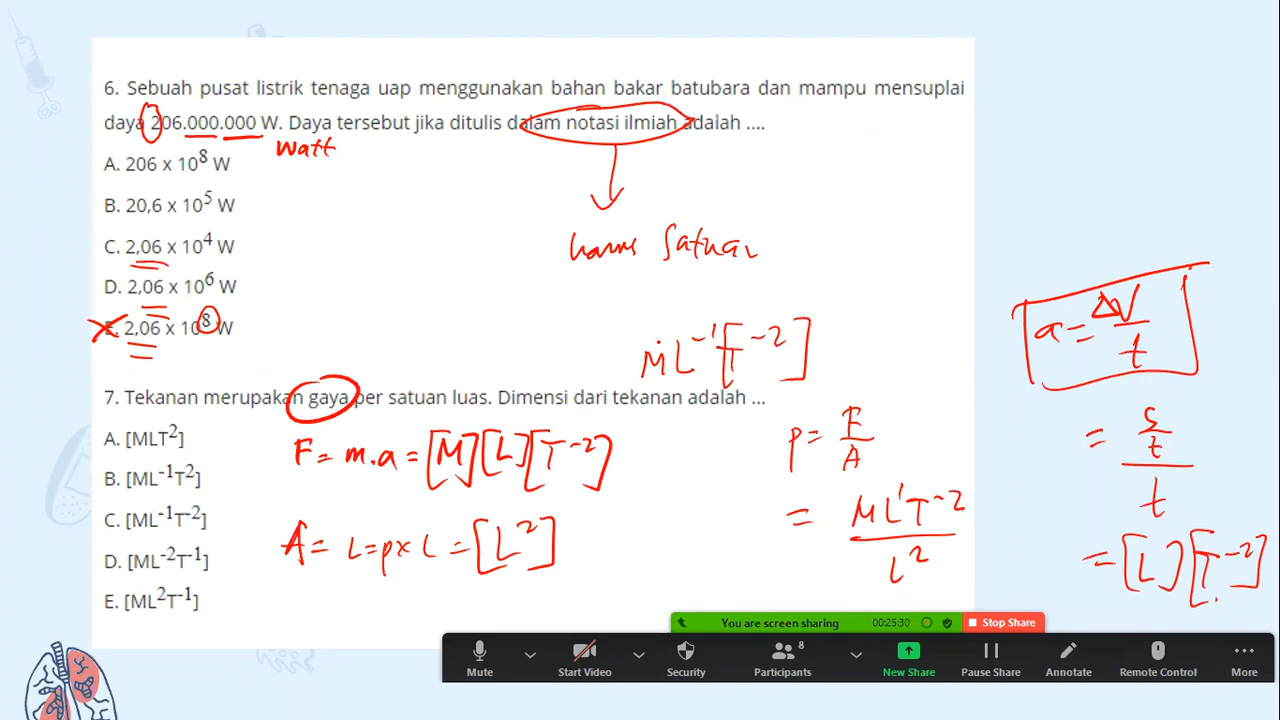 6. Sebuah pusat listrik tenaga uap menggunakan bahan bakar batubara dan mampu mensuplai
daya 206.000.000 W. Daya tersebut jika ditulis dalam notasi ilmiah adalah ....
Watt
A. 206 x 10⁸ W
B. 20,6 x 10⁵ W
C. 2,06 x 10⁴ W
D. 2,06 x 10⁶ W
E. 2,06 x 10⁸ W
harus satuan
ML⁻¹[T⁻²]
a = ΔV/t
= s/t / t
= [L][T⁻²]
7. Tekanan merupakan gaya per satuan luas. Dimensi dari tekanan adalah ...
A. [MLT²]
B. [ML⁻¹T²]
C. [ML⁻¹T⁻²]
D. [ML⁻²T⁻¹]
E. [ML²T⁻¹]
F = m.a = [M][L][T⁻²]
A = L = p x L = [L²]
p = F/A
= ML¹T⁻² / L²
You are screen sharing
00:25:30
Stop Share
Mute
Start Video
Security
Participants
8
New Share
Pause Share
Annotate
Remote Control
More